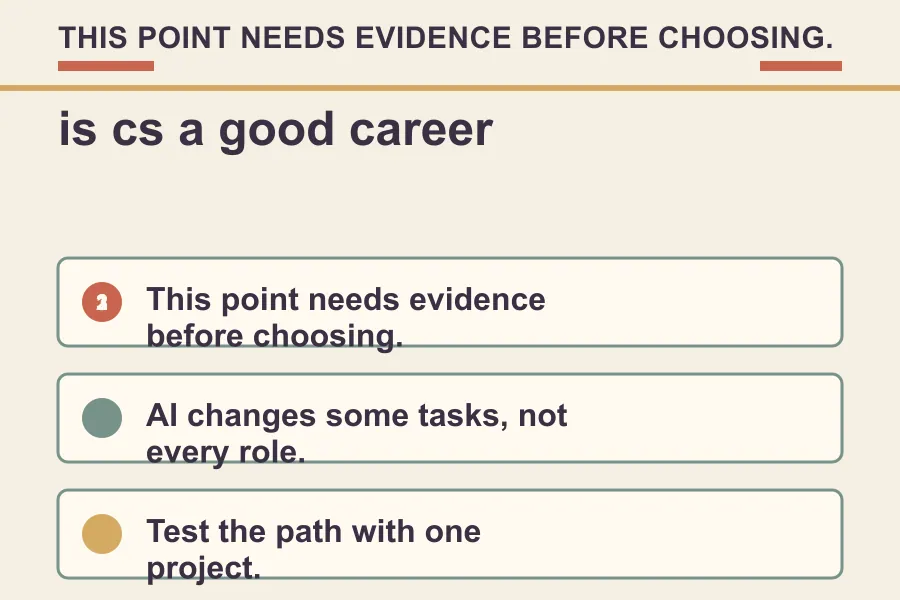 THIS POINT NEEDS EVIDENCE BEFORE CHOOSING.
is cs a good career
This point needs evidence
before choosing.
AI changes some tasks, not
every role.
Test the path with one
project.